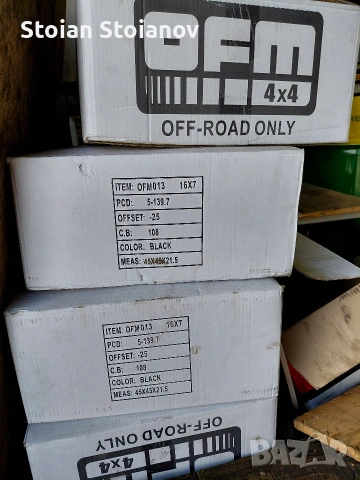 Stoian Stoianov
OFM
4x4
OFF-ROAD ONLY
ITEM: OFM013 16X7
PCD: 5-139.7
OFFSET: -25
C.B: 108
COLOR: BLACK
MEAS: 45X45X21.5
ITEM: OFM013 16X7
PCD: 5-139.7
OFFSET: -25
C.B: 108
COLOR: BLACK
MEAS: 45X45X21.5
OFF-ROAD ONLY
4x4
BAZAR